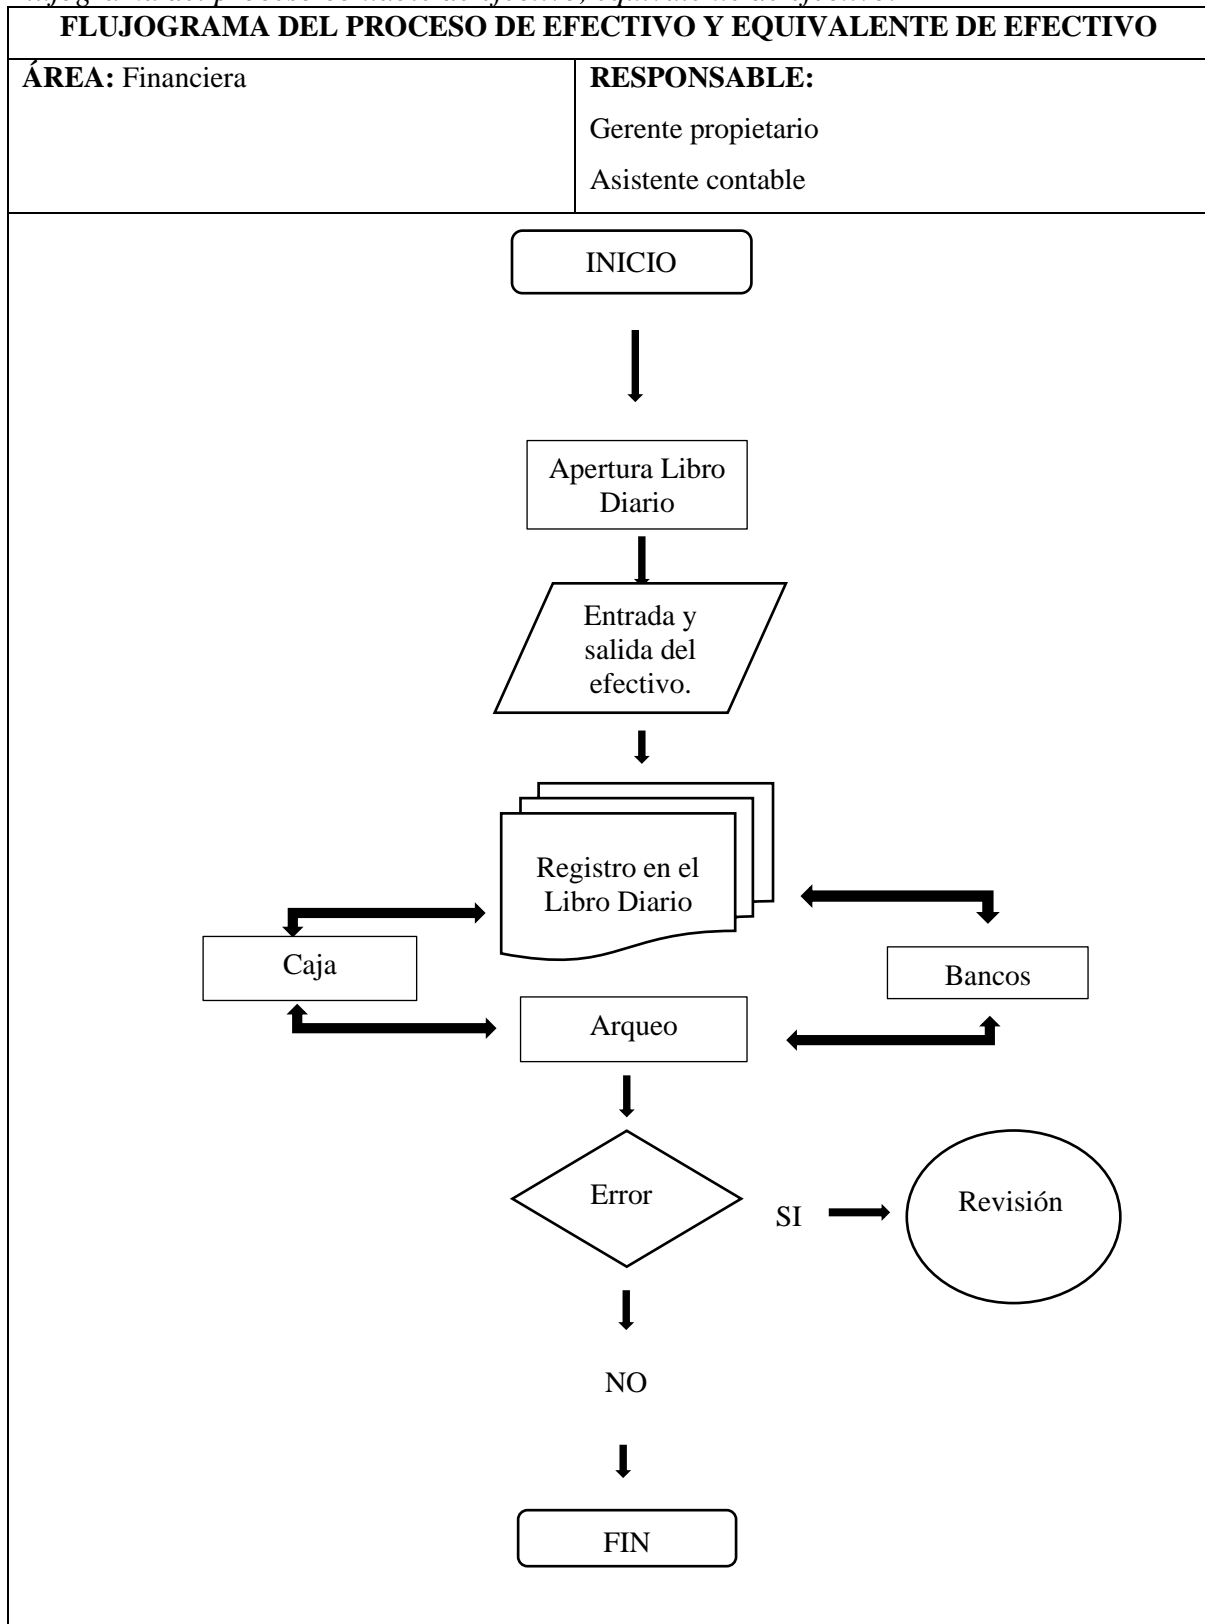 FLUJOGRAMA DEL PROCESO DE EFECTIVO Y EQUIVALENTE DE EFECTIVO
ÁREA: Financiera
RESPONSABLE:
Gerente propietario
Asistente contable
INICIO
Apertura Libro
Diario
Entrada y
salida del
efectivo.
Registro en el
Libro Diario
Caja
Bancos
Arqueo
Error
SI
Revisión
NO
FIN